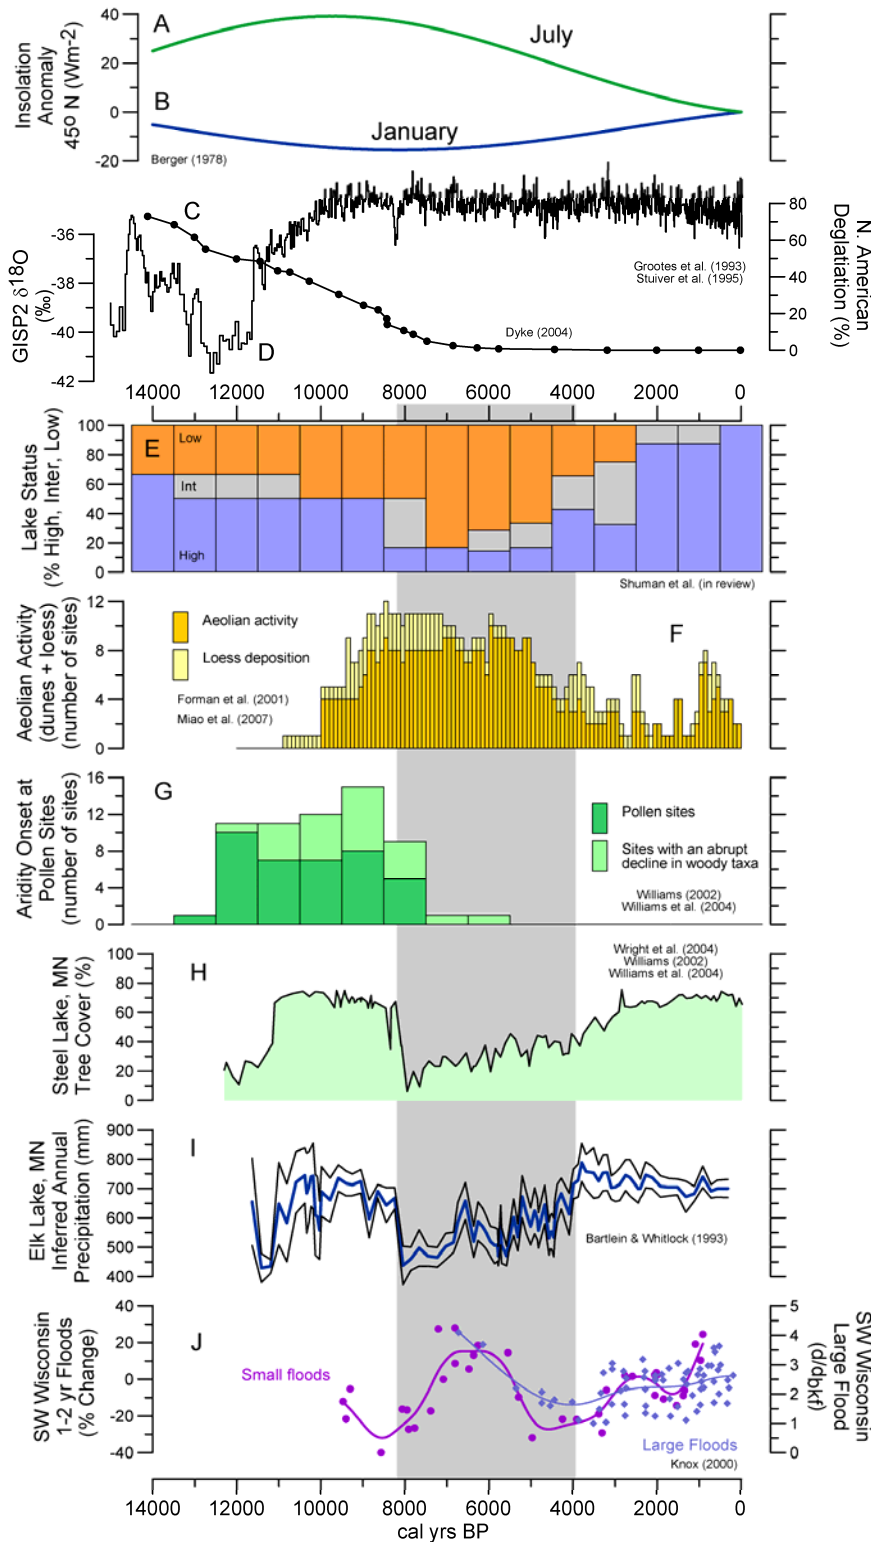 A
Insolation
Anomaly
45º N (Wm-2)
40
20
0
-20
July
B
January
Berger (1978)
C
GISP2 δ18O
(‰)
-36
-38
-40
-42
D
80
60
40
20
0
N. American
Deglatiation (%)
Grootes et al. (1993)
Stuiver et al. (1995)
Dyke (2004)
14000 12000 10000 8000 6000 4000 2000 0
Lake Status
(% High, Inter, Low)
100
80
60
40
20
0
E
Low
Int
High
Shuman et al. (in review)
Aeolian Activity
(dunes + loess)
(number of sites)
12
8
4
0
Aeolian activity
Loess deposition
F
Forman et al. (2001)
Miao et al. (2007)
Aridity Onset at
Pollen Sites
(number of sites)
16
12
8
4
0
G
Pollen sites
Sites with an abrupt
decline in woody taxa
Williams (2002)
Williams et al. (2004)
Steel Lake, MN
Tree Cover (%)
100
80
60
40
20
0
H
Wright et al. (2004)
Williams (2002)
Williams et al. (2004)
Elk Lake, MN
Inferred Annual
Precipitation (mm)
900
800
700
600
500
400
I
Bartlein & Whitlock (1993)
SW Wisconsin
1-2 yr Floods
(% Change)
40
20
0
-20
-40
J
Small floods
Large Floods
Knox (2000)
5
4
3
2
1
0
SW Wisconsin
Large Flood
(d/dbkf)
14000 12000 10000 8000 6000 4000 2000 0
cal yrs BP